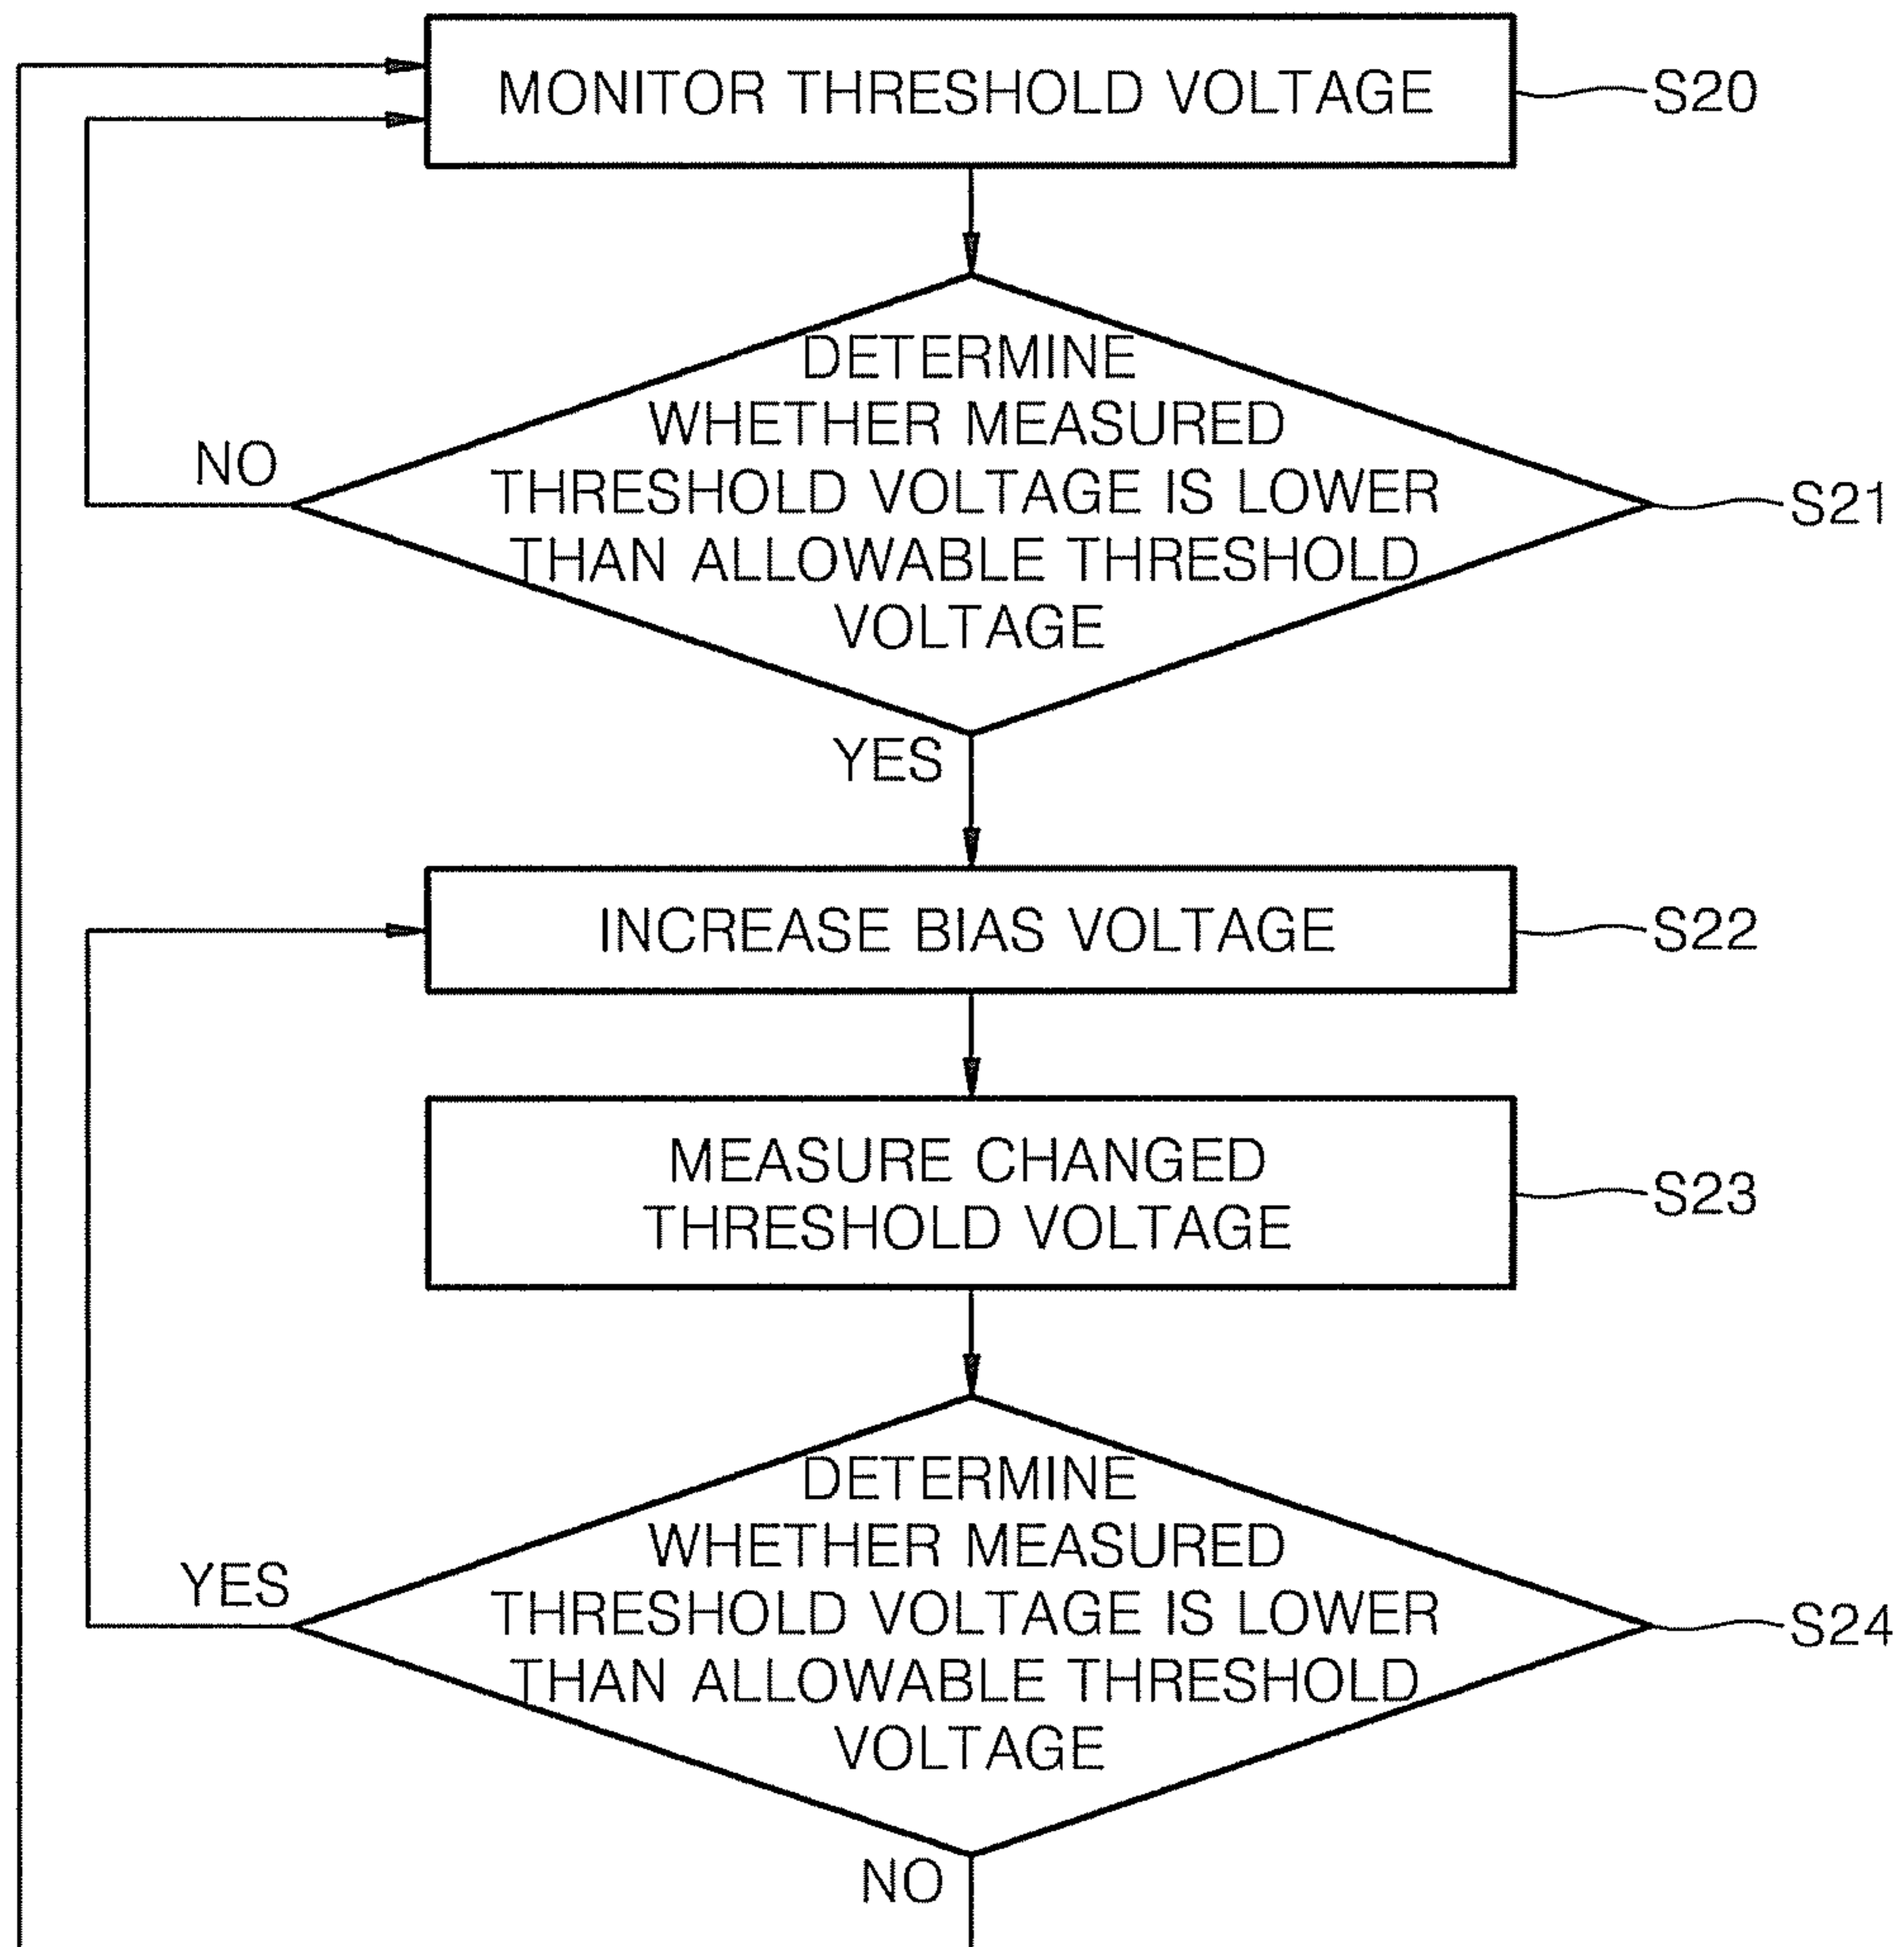 MONITOR THRESHOLD VOLTAGE
S20
DETERMINE
WHETHER MEASURED
THRESHOLD VOLTAGE IS LOWER
THAN ALLOWABLE THRESHOLD
VOLTAGE
NO
S21
YES
INCREASE BIAS VOLTAGE
S22
MEASURE CHANGED
THRESHOLD VOLTAGE
S23
DETERMINE
WHETHER MEASURED
THRESHOLD VOLTAGE IS LOWER
THAN ALLOWABLE THRESHOLD
VOLTAGE
YES
S24
NO